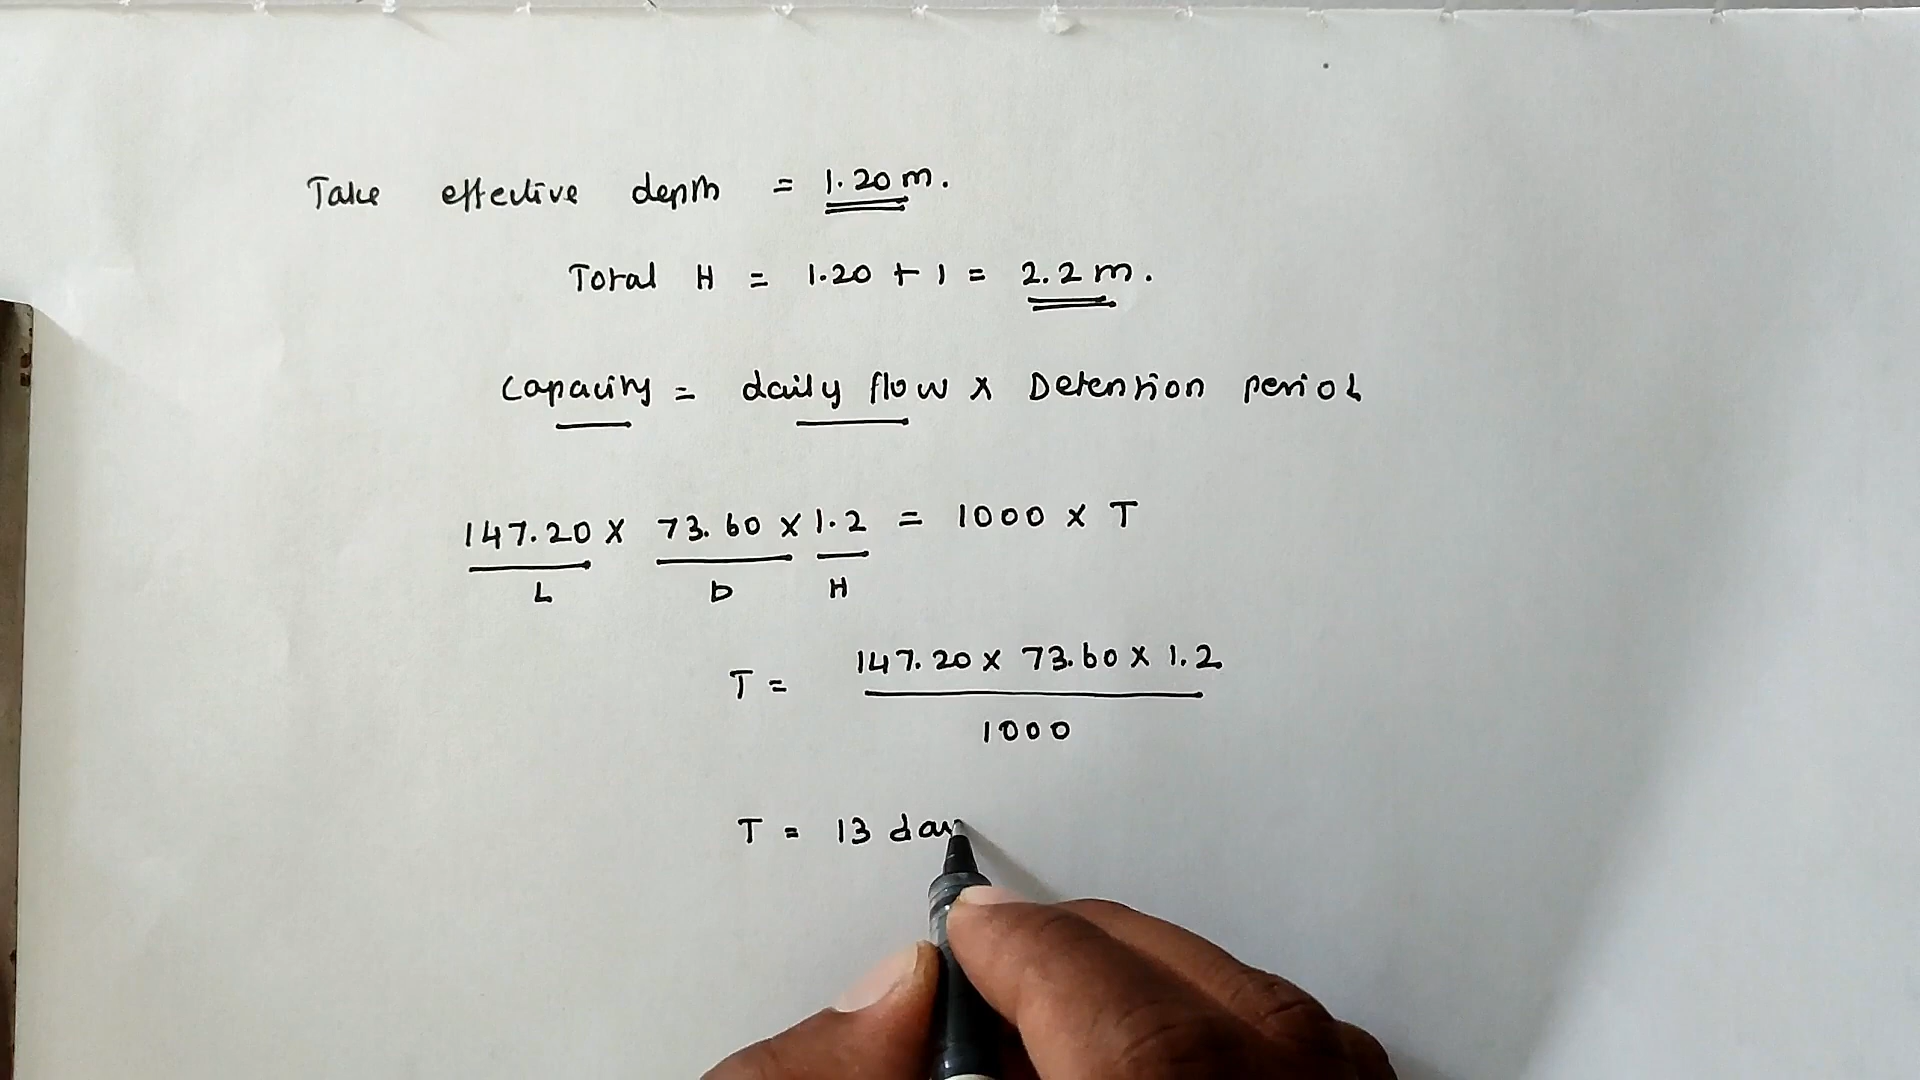 Take effective depth = 1.20 m.
Total H = 1.20 + 1 = 2.2 m.
Capacity = daily flow x Detention period
147.20 x 73.60 x 1.2 = 1000 x T
L b H
T = 147.20 x 73.60 x 1.2
1000
T = 13 day